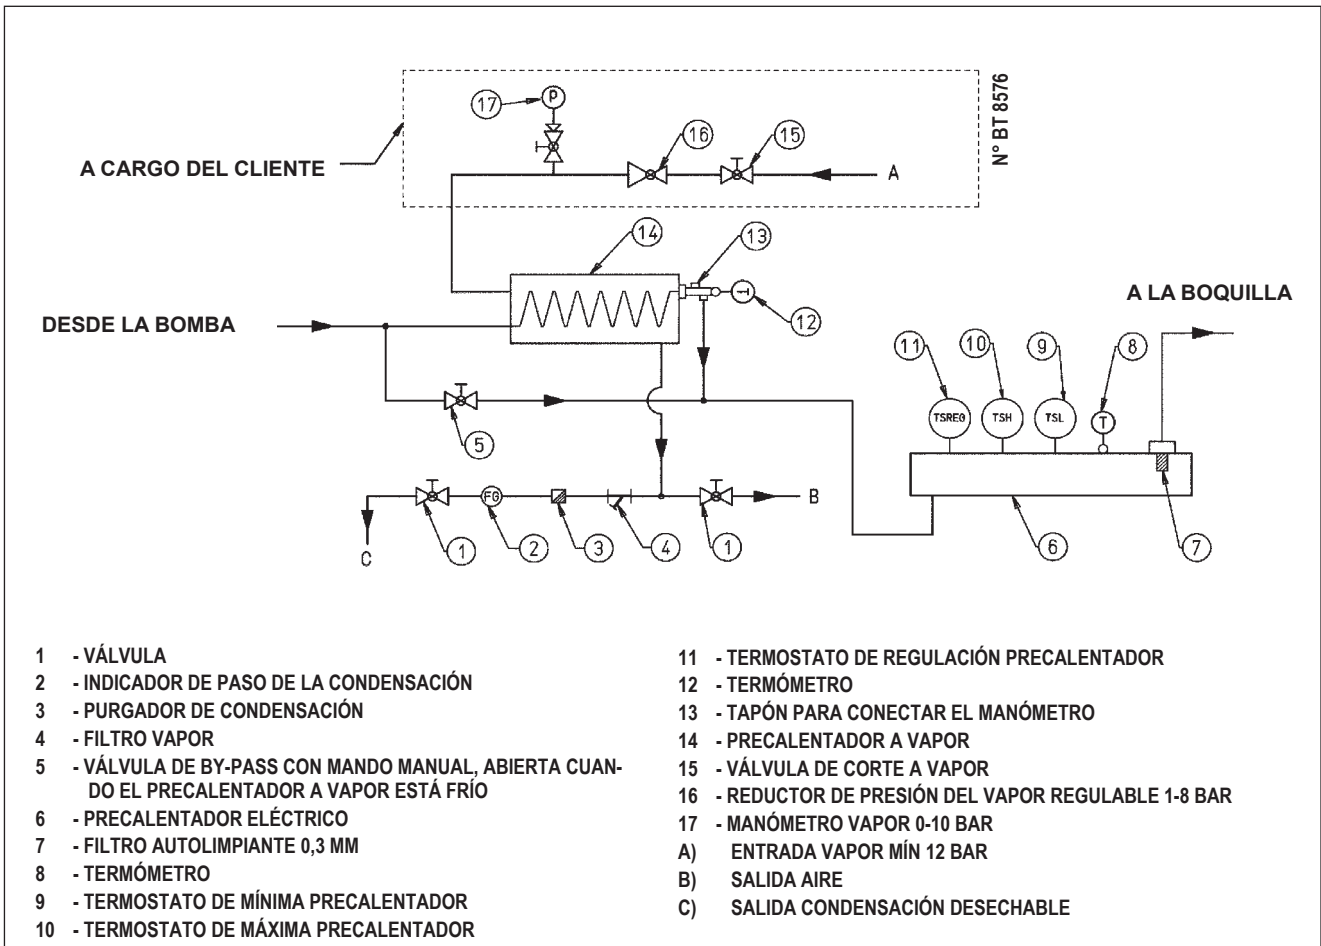 17
P
16
15
N° BT 8576
A CARGO DEL CLIENTE
A
14
13
A LA BOQUILLA
DESDE LA BOMBA
12
11
10
9
8
TSREG
TSH
TSL
T
5
FG
B
C
1
2
3
4
1
6
7
1 - VÁLVULA
2 - INDICADOR DE PASO DE LA CONDENSACIÓN
3 - PURGADOR DE CONDENSACIÓN
4 - FILTRO VAPOR
5 - VÁLVULA DE BY-PASS CON MANDO MANUAL, ABIERTA CUAN-
DO EL PRECALENTADOR A VAPOR ESTÁ FRÍO
6 - PRECALENTADOR ELÉCTRICO
7 - FILTRO AUTOLIMPIANTE 0,3 MM
8 - TERMÓMETRO
9 - TERMOSTATO DE MÍNIMA PRECALENTADOR
10 - TERMOSTATO DE MÁXIMA PRECALENTADOR
11 - TERMOSTATO DE REGULACIÓN PRECALENTADOR
12 - TERMÓMETRO
13 - TAPÓN PARA CONECTAR EL MANÓMETRO
14 - PRECALENTADOR A VAPOR
15 - VÁLVULA DE CORTE A VAPOR
16 - REDUCTOR DE PRESIÓN DEL VAPOR REGULABLE 1-8 BAR
17 - MANÓMETRO VAPOR 0-10 BAR
A) ENTRADA VAPOR MÍN 12 BAR
B) SALIDA AIRE
C) SALIDA CONDENSACIÓN DESECHABLE